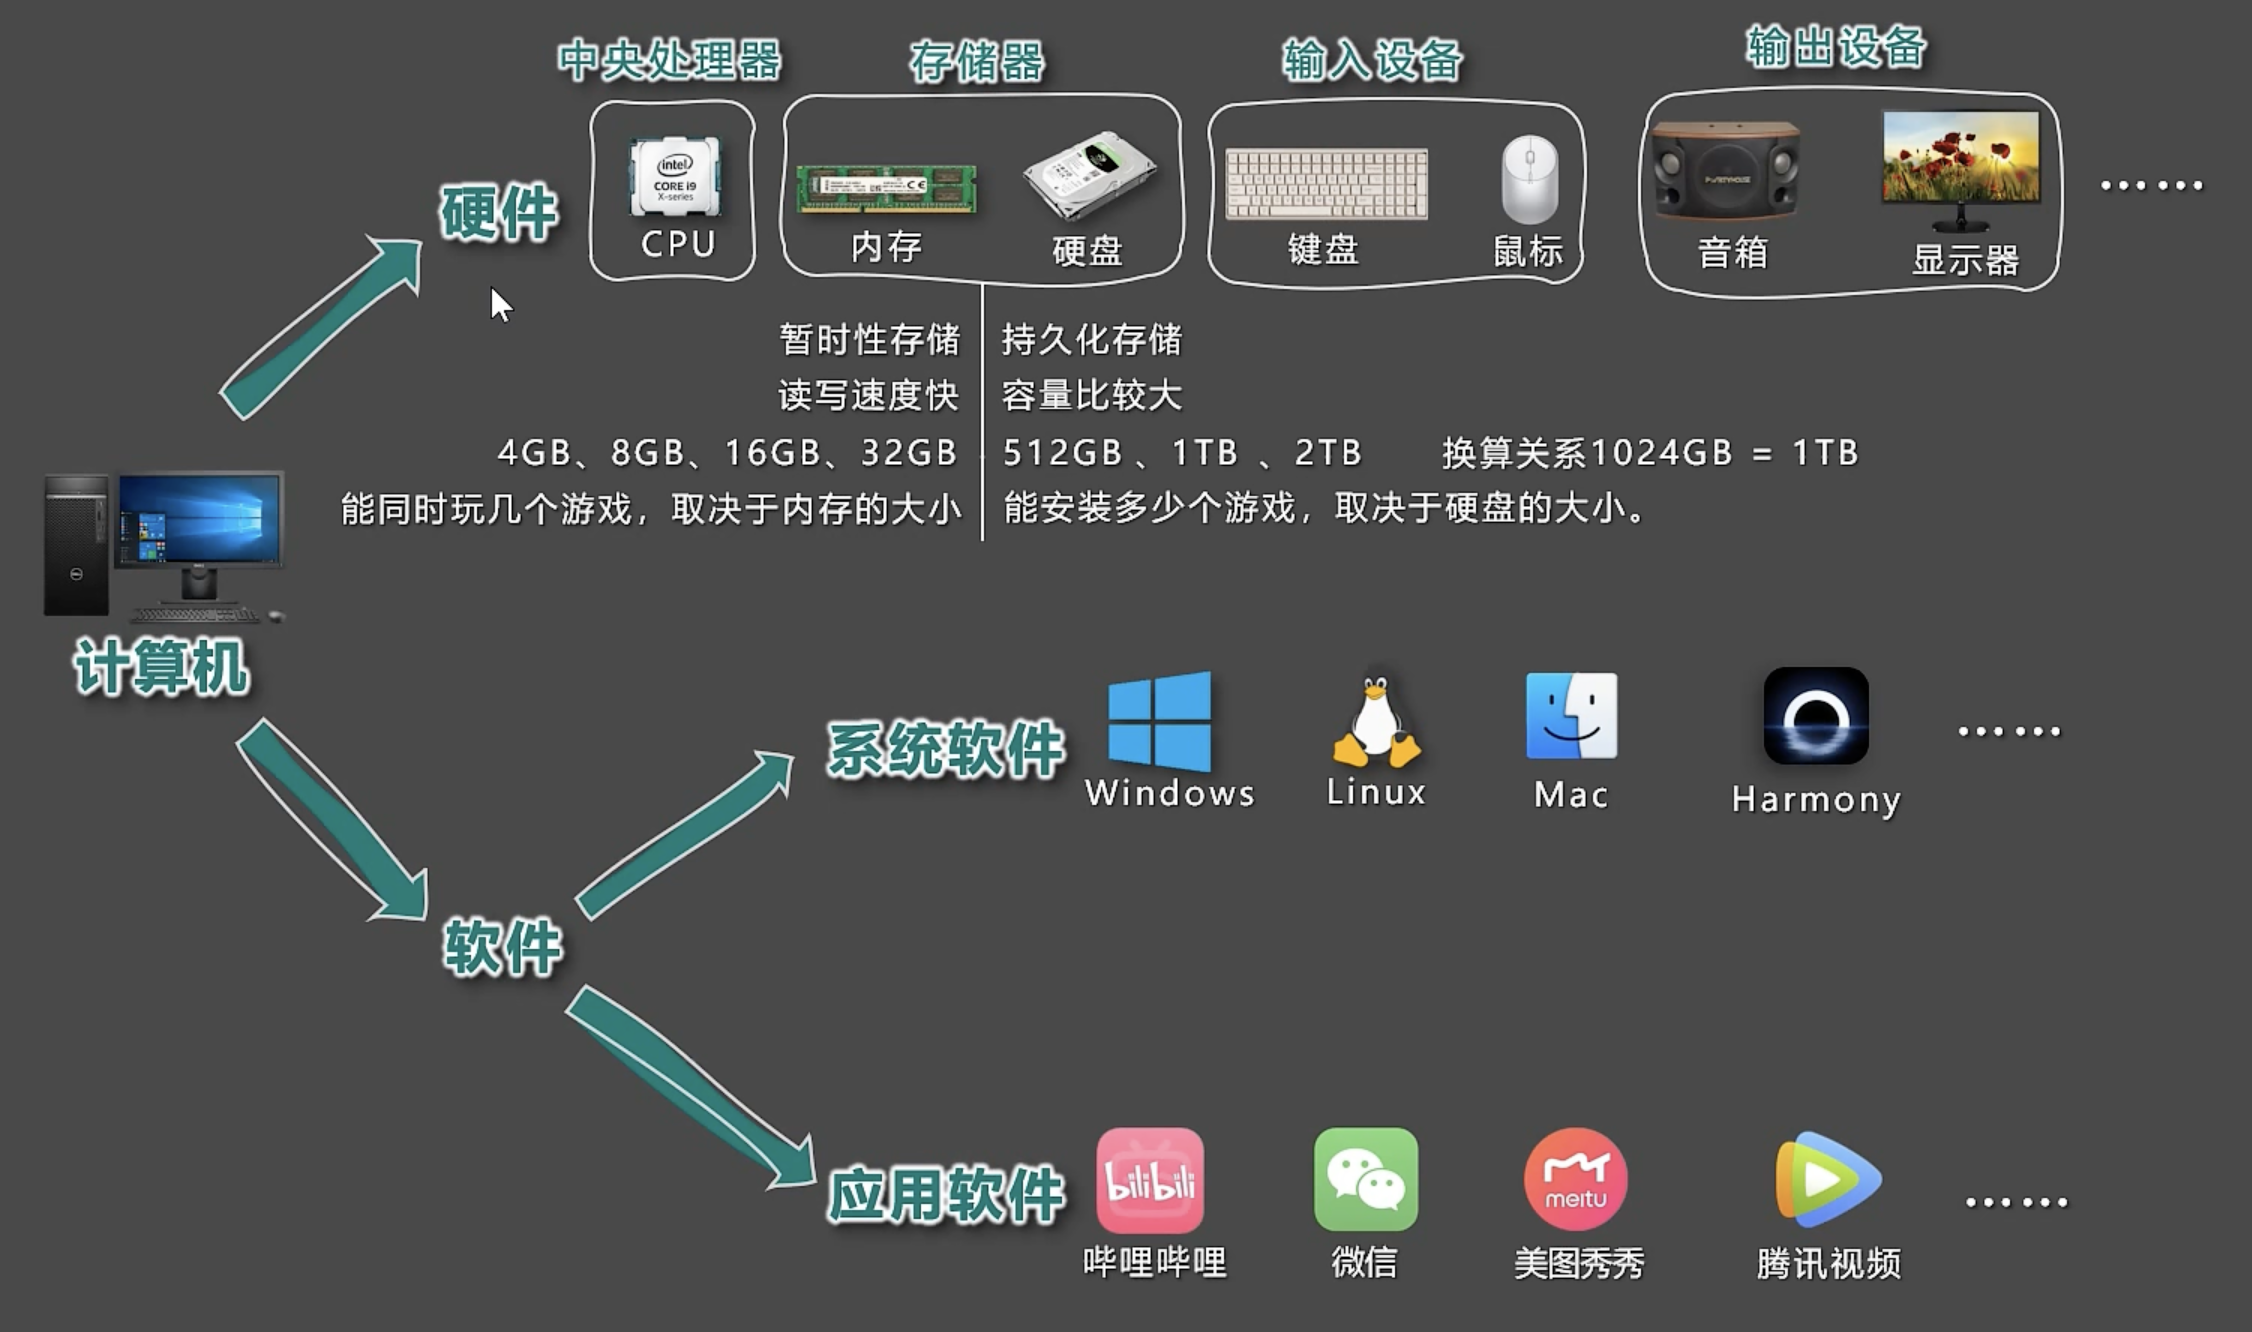 中央处理器
存储器
输入设备
输出设备
硬件
intel
CORE i9
X-series
CPU
内存
硬盘
键盘
鼠标
音箱
显示器
……
暂时性存储
持久化存储
读写速度快
容量比较大
4GB、8GB、16GB、32GB
512GB 、1TB 、2TB
换算关系1024GB = 1TB
能同时玩几个游戏，取决于内存的大小
能安装多少个游戏，取决于硬盘的大小。
计算机
系统软件
Windows
Linux
Mac
Harmony
……
软件
应用软件
bilibili
meitu
哔哩哔哩
微信
美图秀秀
腾讯视频
……